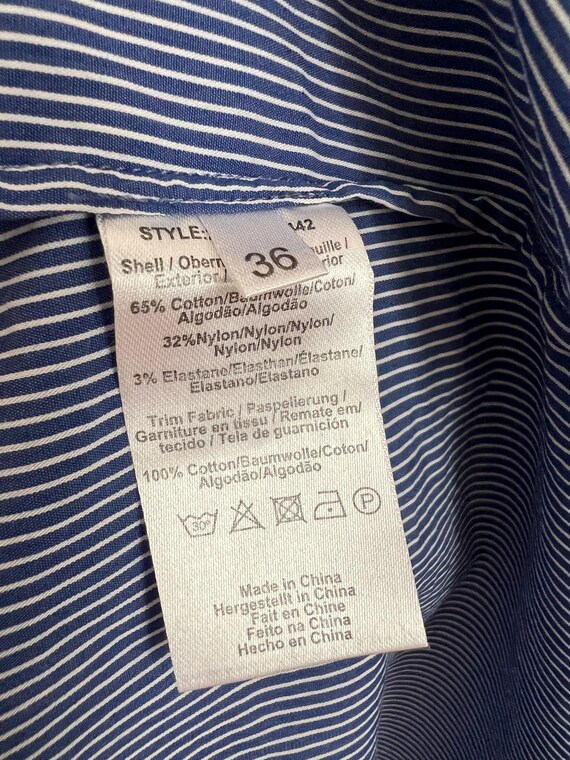 STYLE: 42
36
Shell / Obern uille /
Exterior / rior
65% Cotton/Baumwolle/Coton/
Algodão/Algodão
32%Nylon/Nylon/Nylon/
Nylon/Nylon
3% Elastane/Elasthan/Élastane/
Elastano/Elastano
Trim Fabric / Paspelierung /
Garniture en tissu / Remate em/
tecido / Tela de guarnición
100% Cotton/Baumwolle/Coton/
Algodão/Algodão
30° P
Made in China
Hergestellt in China
Fait en Chine
Feito na China
Hecho en China